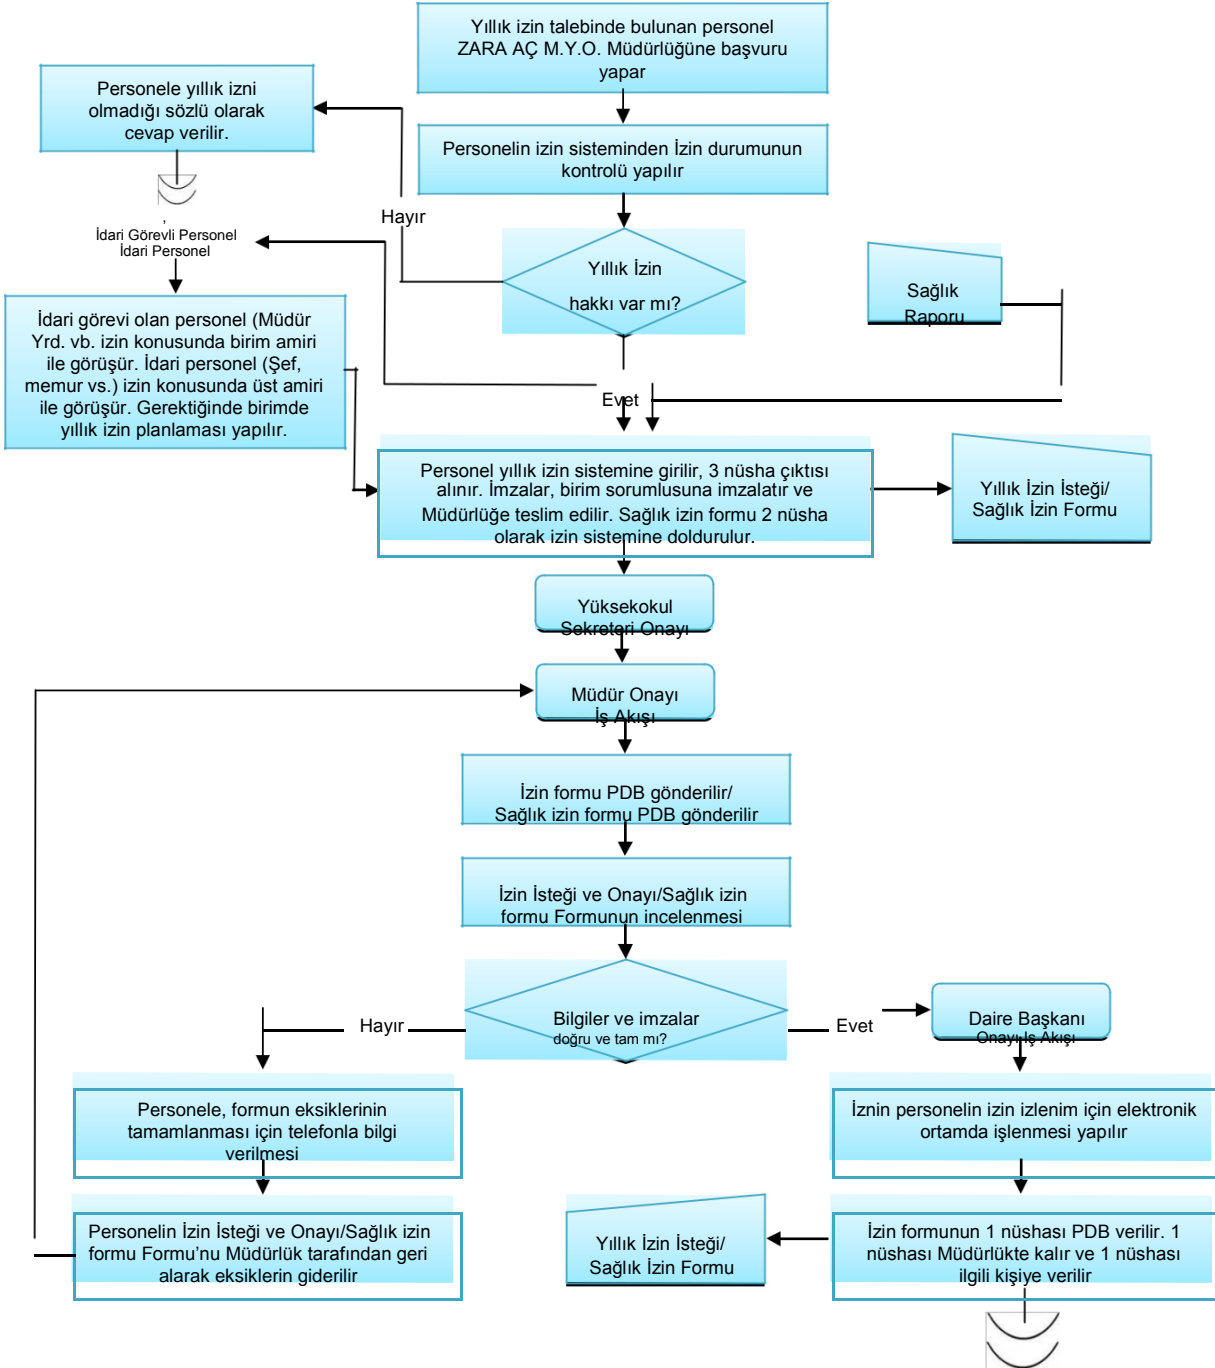 Yıllık izin talebinde bulunan personel
ZARA AÇ M.Y.O. Müdürlüğüne başvuru
yapar
Personele yıllık izni
olmadığı sözlü olarak
cevap verilir.
Personelin izin sisteminden İzin durumunun
kontrolü yapılır
Hayır
,
İdari Görevli Personel
İdari Personel
Yıllık İzin
hakkı var mı?
Sağlık
Raporu
İdari görevi olan personel (Müdür
Yrd. vb. izin konusunda birim amiri
ile görüşür. İdari personel (Şef,
memur vs.) izin konusunda üst amiri
ile görüşür. Gerektiğinde birimde
yıllık izin planlaması yapılır.
Evet
Personel yıllık izin sistemine girilir, 3 nüsha çıktısı
alınır. İmzalar, birim sorumlusuna imzalatır ve
Müdürlüğe teslim edilir. Sağlık izin formu 2 nüsha
olarak izin sistemine doldurulur.
Yıllık İzin İsteği/
Sağlık İzin Formu
Yüksekokul
Sekreteri Onayı
Müdür Onayı
İş Akışı
İzin formu PDB gönderilir/
Sağlık izin formu PDB gönderilir
İzin İsteği ve Onayı/Sağlık izin
formu Formunun incelenmesi
Bilgiler ve imzalar
doğru ve tam mı?
Hayır
Evet
Daire Başkanı
Onayı İş Akışı
Personele, formun eksiklerinin
tamamlanması için telefonla bilgi
verilmesi
İznin personelin izin izlenim için elektronik
ortamda işlenmesi yapılır
Personelin İzin İsteği ve Onayı/Sağlık izin
formu Formu’nu Müdürlük tarafından geri
alarak eksiklerin giderilir
Yıllık İzin İsteği/
Sağlık İzin Formu
İzin formunun 1 nüshası PDB verilir. 1
nüshası Müdürlükte kalır ve 1 nüshası
ilgili kişiye verilir